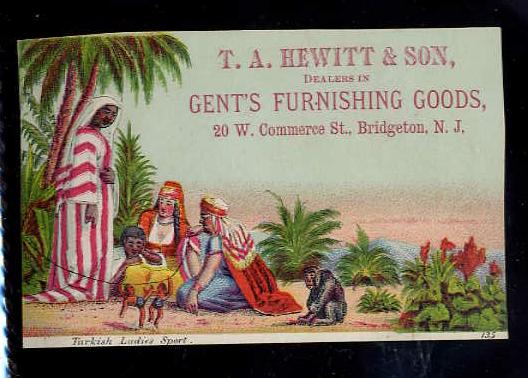 T. A. HEWITT & SON,
DEALERS IN
GENT'S FURNISHING GOODS,
20 W. Commerce St., Bridgeton, N. J.
Turkish Ladies Sport.
135